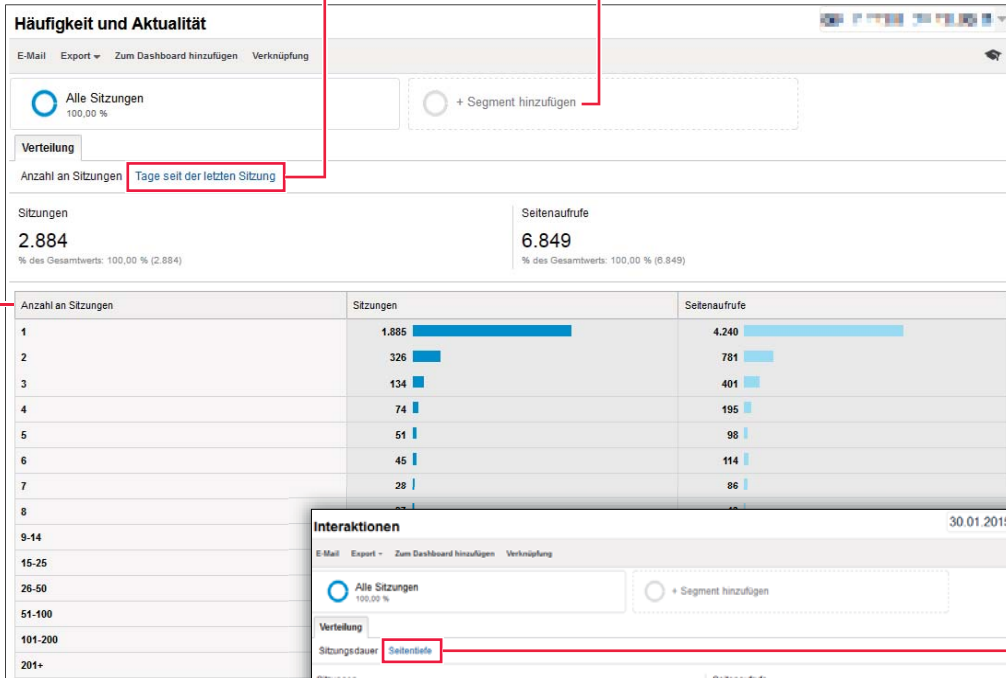 Häufigkeit und Aktualität
E-Mail Export Zum Dashboard hinzufügen Verknüpfung
Alle Sitzungen
100,00 %
+ Segment hinzufügen
Verteilung
Anzahl an Sitzungen Tage seit der letzten Sitzung
Sitzungen Seitenaufrufe
2.884 6.849
% des Gesamtwerts: 100,00 % (2.884) % des Gesamtwerts: 100,00 % (6.849)
Anzahl an Sitzungen Sitzungen Seitenaufrufe
1 1.885 4.240
2 326 781
3 134 401
4 74 195
5 51 98
6 45 114
7 28 86
8
9-14
15-25
26-50
51-100
101-200
201+
Interaktionen 30.01.2015
E-Mail Export Zum Dashboard hinzufügen Verknüpfung
Alle Sitzungen
100,00 %
+ Segment hinzufügen
Verteilung
Sitzungsdauer Seitentiefe